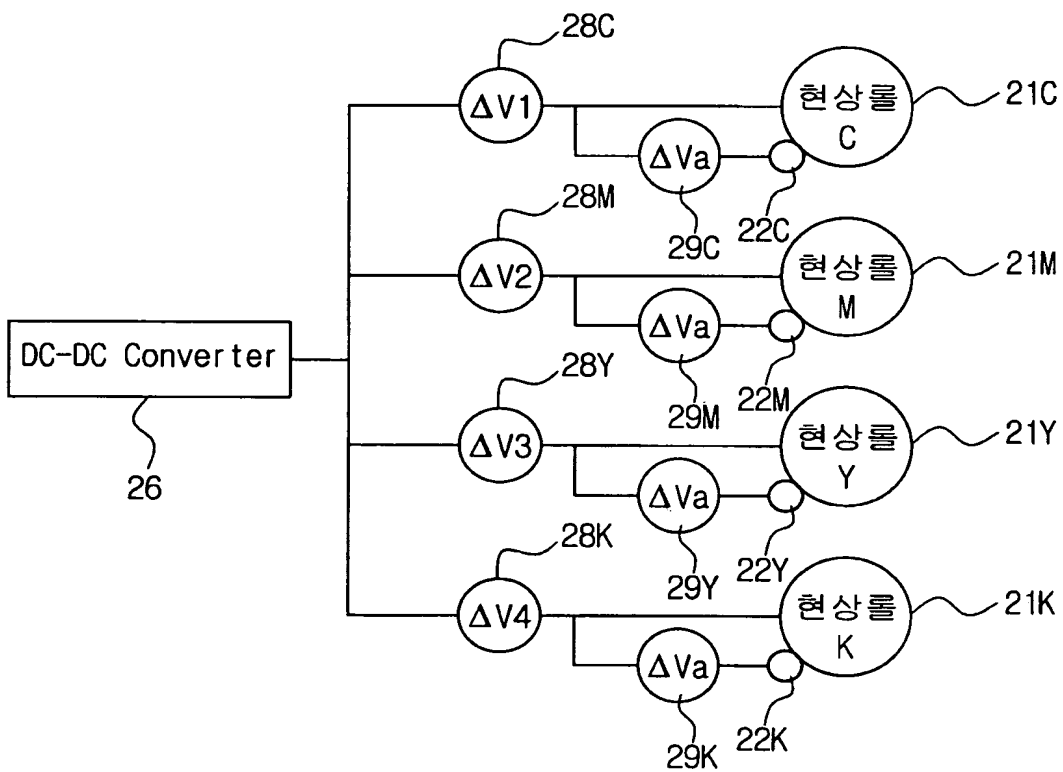 28C
ΔV1
현상롤
C
21C
ΔVa
29C
22C
28M
ΔV2
현상롤
M
21M
ΔVa
29M
22M
DC-DC Converter
26
28Y
ΔV3
현상롤
Y
21Y
ΔVa
29Y
22Y
28K
ΔV4
현상롤
K
21K
ΔVa
29K
22K